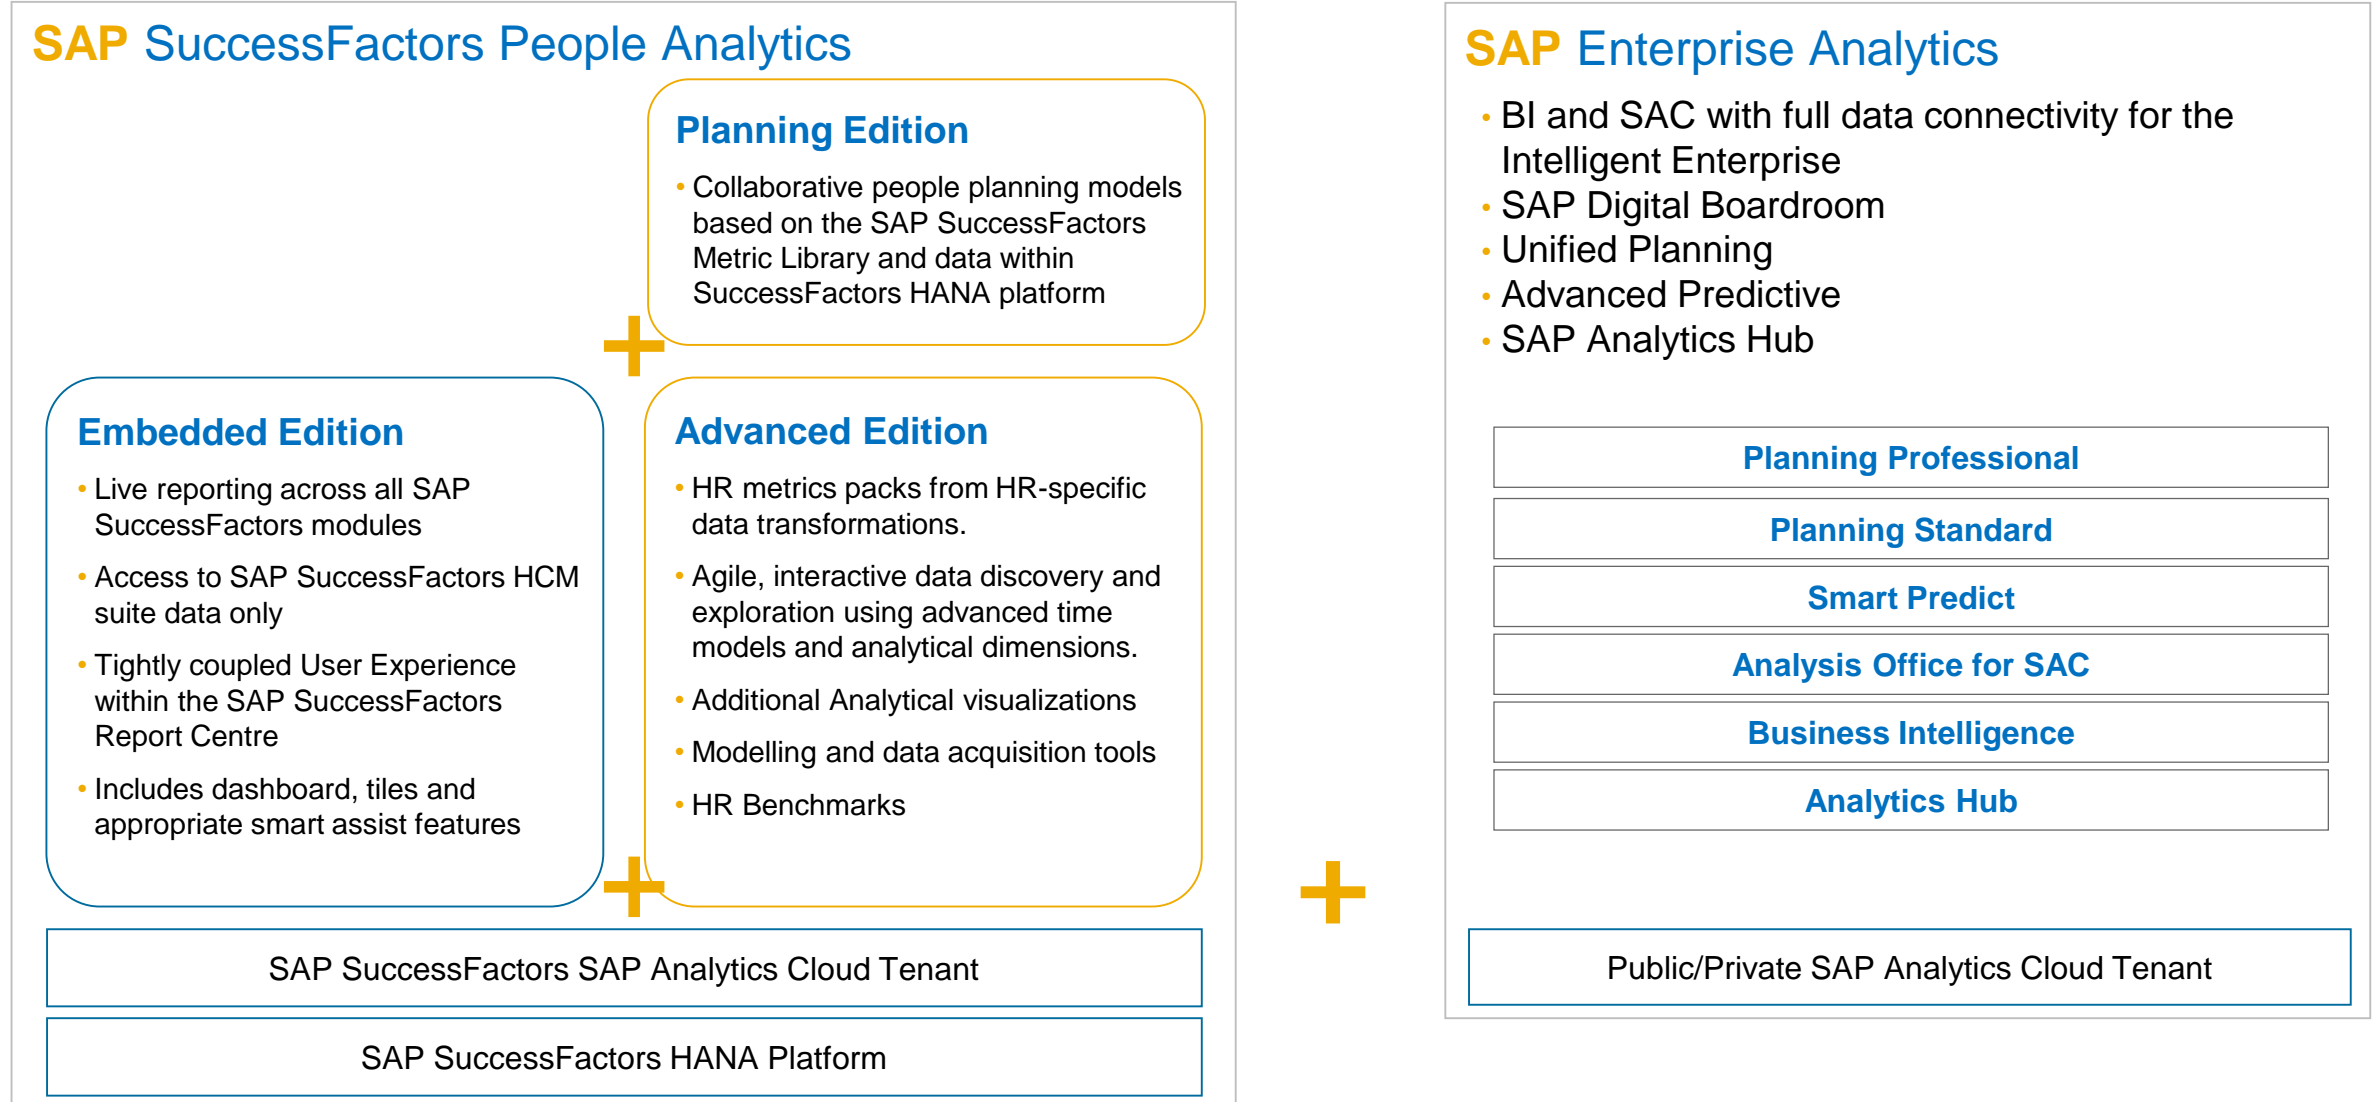 SAP SuccessFactors People Analytics
Planning Edition
• Collaborative people planning models
based on the SAP SuccessFactors
Metric Library and data within
SuccessFactors HANA platform
Embedded Edition
• Live reporting across all SAP
SuccessFactors modules
• Access to SAP SuccessFactors HCM
suite data only
• Tightly coupled User Experience
within the SAP SuccessFactors
Report Centre
• Includes dashboard, tiles and
appropriate smart assist features
Advanced Edition
• HR metrics packs from HR-specific
data transformations.
• Agile, interactive data discovery and
exploration using advanced time
models and analytical dimensions.
• Additional Analytical visualizations
• Modelling and data acquisition tools
• HR Benchmarks
SAP SuccessFactors SAP Analytics Cloud Tenant
SAP SuccessFactors HANA Platform
SAP Enterprise Analytics
• BI and SAC with full data connectivity for the
Intelligent Enterprise
• SAP Digital Boardroom
• Unified Planning
• Advanced Predictive
• SAP Analytics Hub
Planning Professional
Planning Standard
Smart Predict
Analysis Office for SAC
Business Intelligence
Analytics Hub
Public/Private SAP Analytics Cloud Tenant